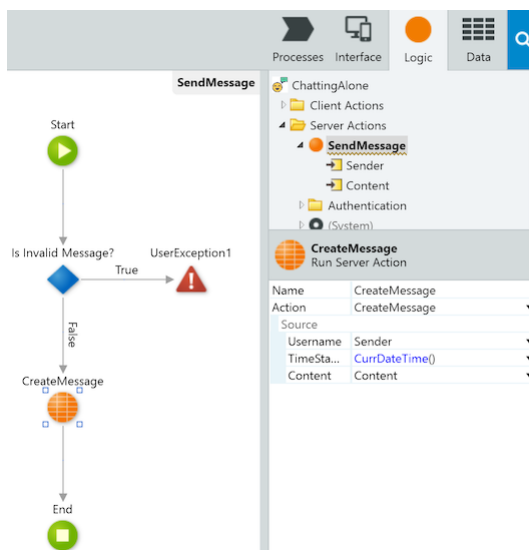 Processes Interface Logic Data
SendMessage
ChattingAlone
Client Actions
Server Actions
SendMessage
Sender
Content
Authentication
(System)
Start
Is Invalid Message?
UserException1
True
False
CreateMessage
End
CreateMessage
Run Server Action
Name CreateMessage
Action CreateMessage
Source
Username Sender
TimeSta... CurrDateTime()
Content Content